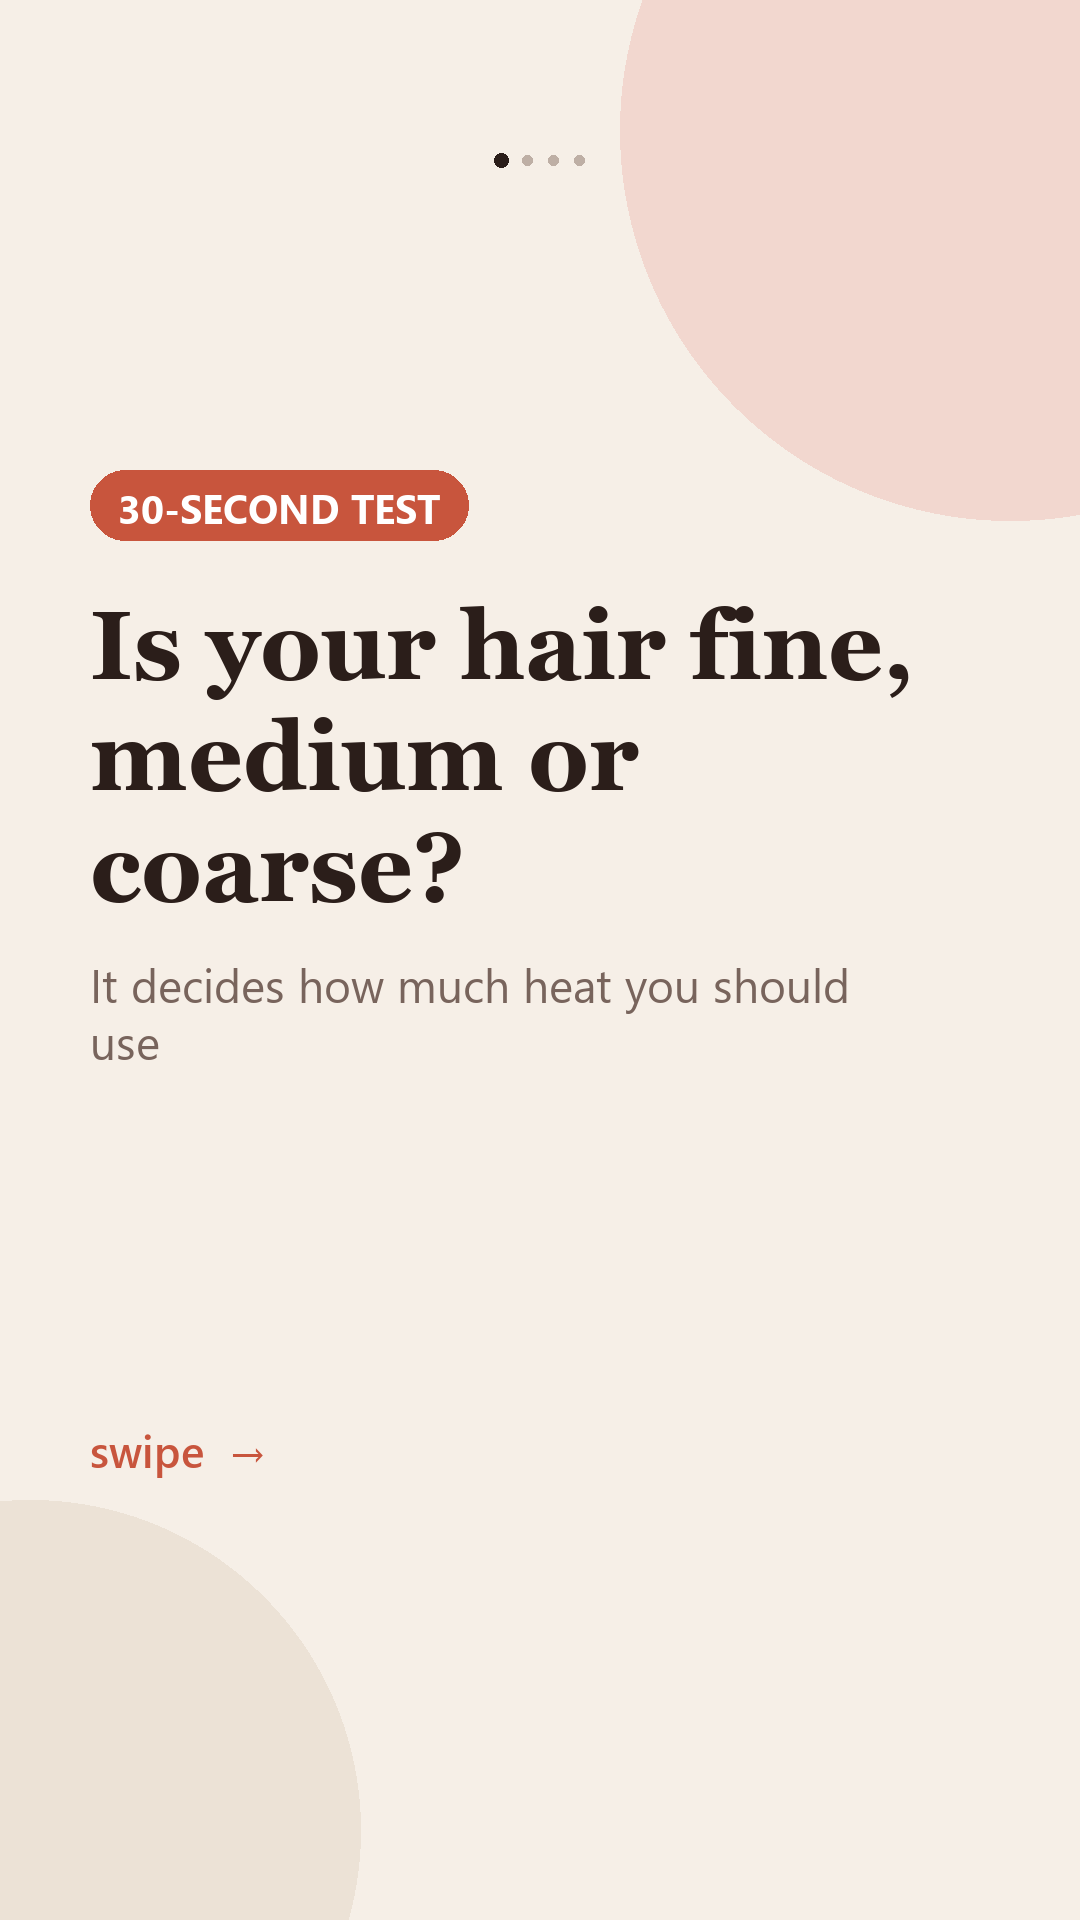 30-SECOND TEST
Is your hair fine,
medium or
coarse?
It decides how much heat you should
use
swipe →